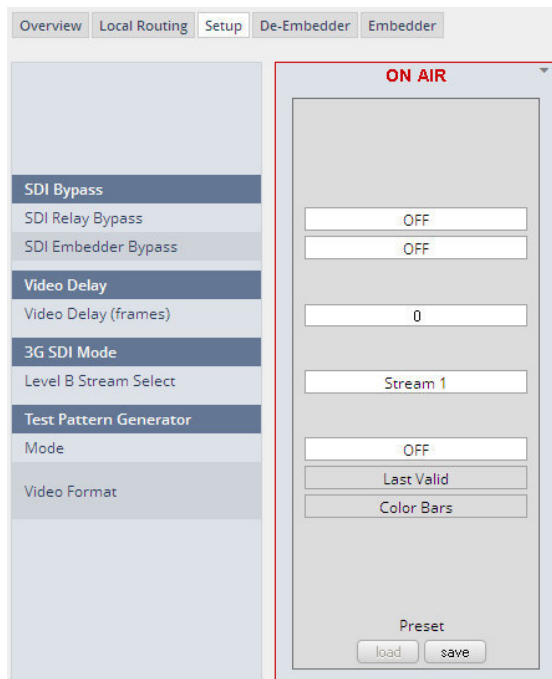 Overview Local Routing Setup De-Embedder Embedder
ON AIR
SDI Bypass
SDI Relay Bypass OFF
SDI Embedder Bypass OFF
Video Delay
Video Delay (frames) 0
3G SDI Mode
Level B Stream Select Stream 1
Test Pattern Generator
Mode OFF
Video Format Last Valid
Color Bars
Preset
load save